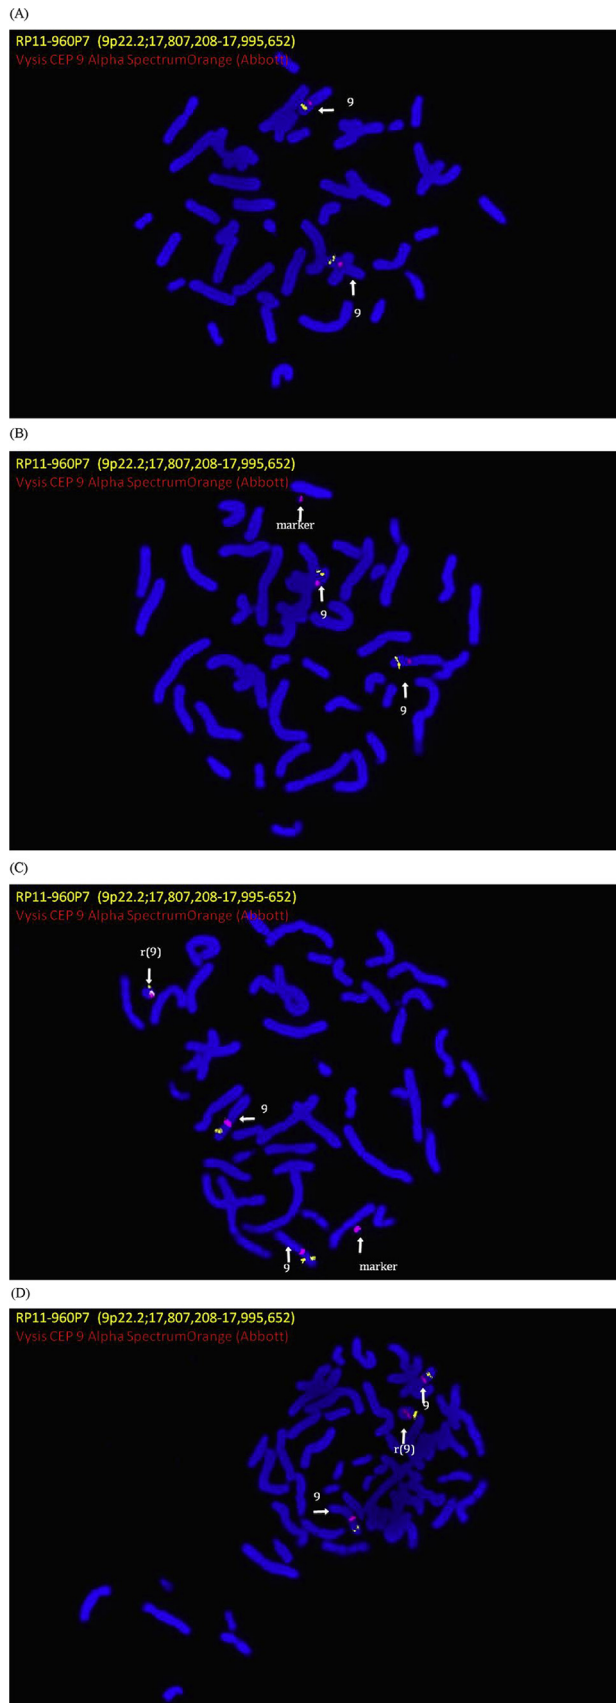 (A)
RP11-960P7 (9p22.2;17,807,208-17,995,652)
Vysis CEP 9 Alpha SpectrumOrange (Abbott)
9
9
(B)
RP11-960P7 (9p22.2;17,807,208-17,995,652)
Vysis CEP 9 Alpha SpectrumOrange (Abbott)
marker
9
9
(C)
RP11-960P7 (9p22.2;17,807,208-17,995-652)
Vysis CEP 9 Alpha SpectrumOrange (Abbott)
r(9)
9
9
marker
(D)
RP11-960P7 (9p22.2;17,807,208-17,995,652)
Vysis CEP 9 Alpha SpectrumOrange (Abbott)
9
r(9)
9